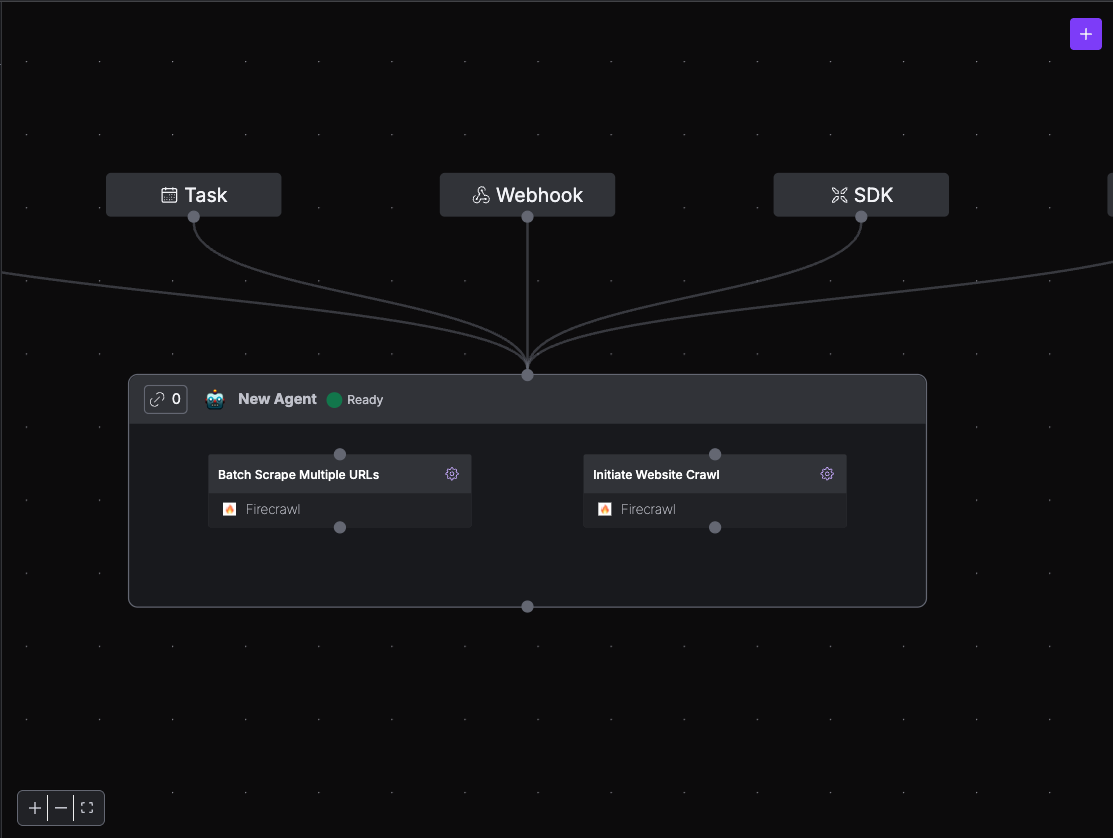 Task
Webhook
SDK
0
New Agent
Ready
Batch Scrape Multiple URLs
Firecrawl
Initiate Website Crawl
Firecrawl